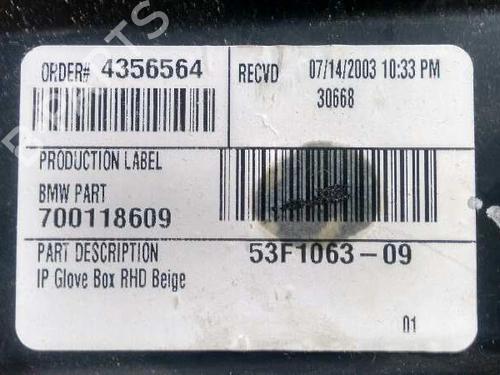 ORDER# 4356564
RECVD 07/14/2003 10:33 PM
30668
PRODUCTION LABEL
BMW PART
700118609
PART DESCRIPTION
IP Glove Box RHD Beige
53F1063-09
01